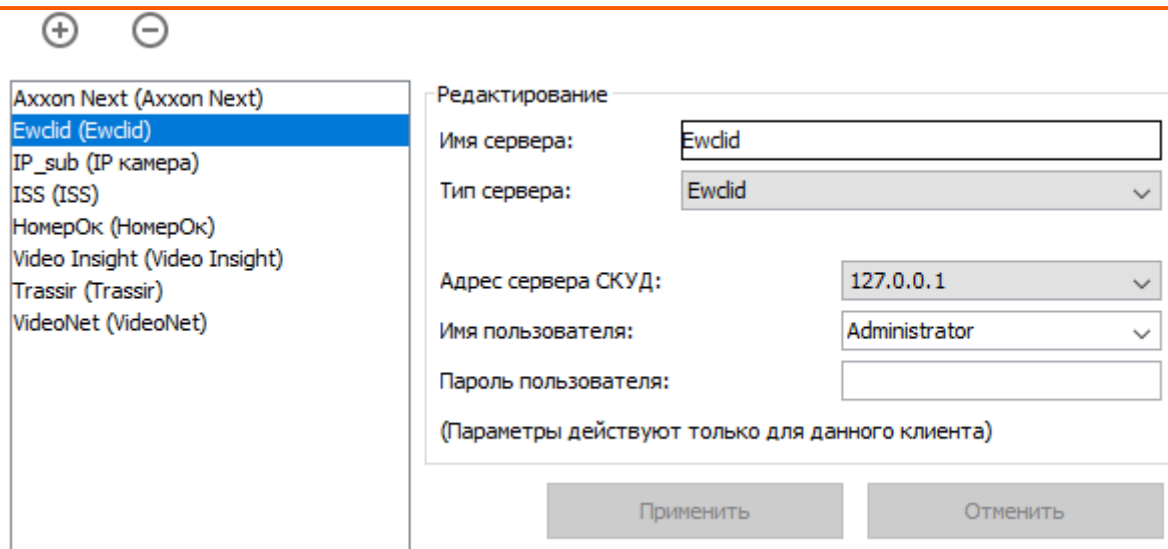 Axxon Next (Axxon Next)
Ewclid (Ewclid)
IP_sub (IP камера)
ISS (ISS)
НомерОк (НомерОк)
Video Insight (Video Insight)
Trassir (Trassir)
VideoNet (VideoNet)
Редактирование
Имя сервера: Ewclid
Тип сервера: Ewclid
Адрес сервера СКУД: 127.0.0.1
Имя пользователя: Administrator
Пароль пользователя:
(Параметры действуют только для данного клиента)
Применить Отменить